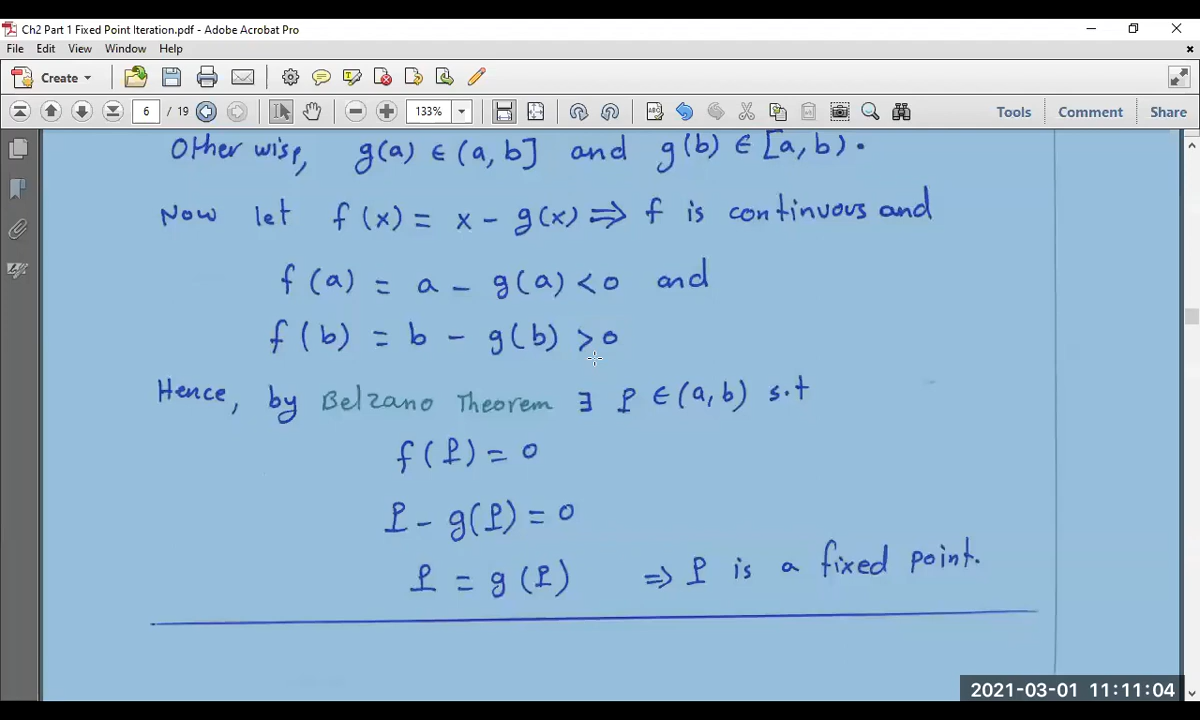 Ch2 Part 1 Fixed Point Iteration.pdf - Adobe Acrobat Pro
File Edit View Window Help
Create
6 / 19 133% Tools Comment Share
Other wise, g(a) ∈ (a, b] and g(b) ∈ [a, b).
Now let f(x) = x - g(x) ⇒ f is continuous and
f(a) = a - g(a) < 0 and
f(b) = b - g(b) > 0
Hence, by Belzano Theorem ∃ P ∈ (a, b) s.t
f(P) = 0
P - g(P) = 0
P = g(P) ⇒ P is a fixed point.
2021-03-01 11:11:04